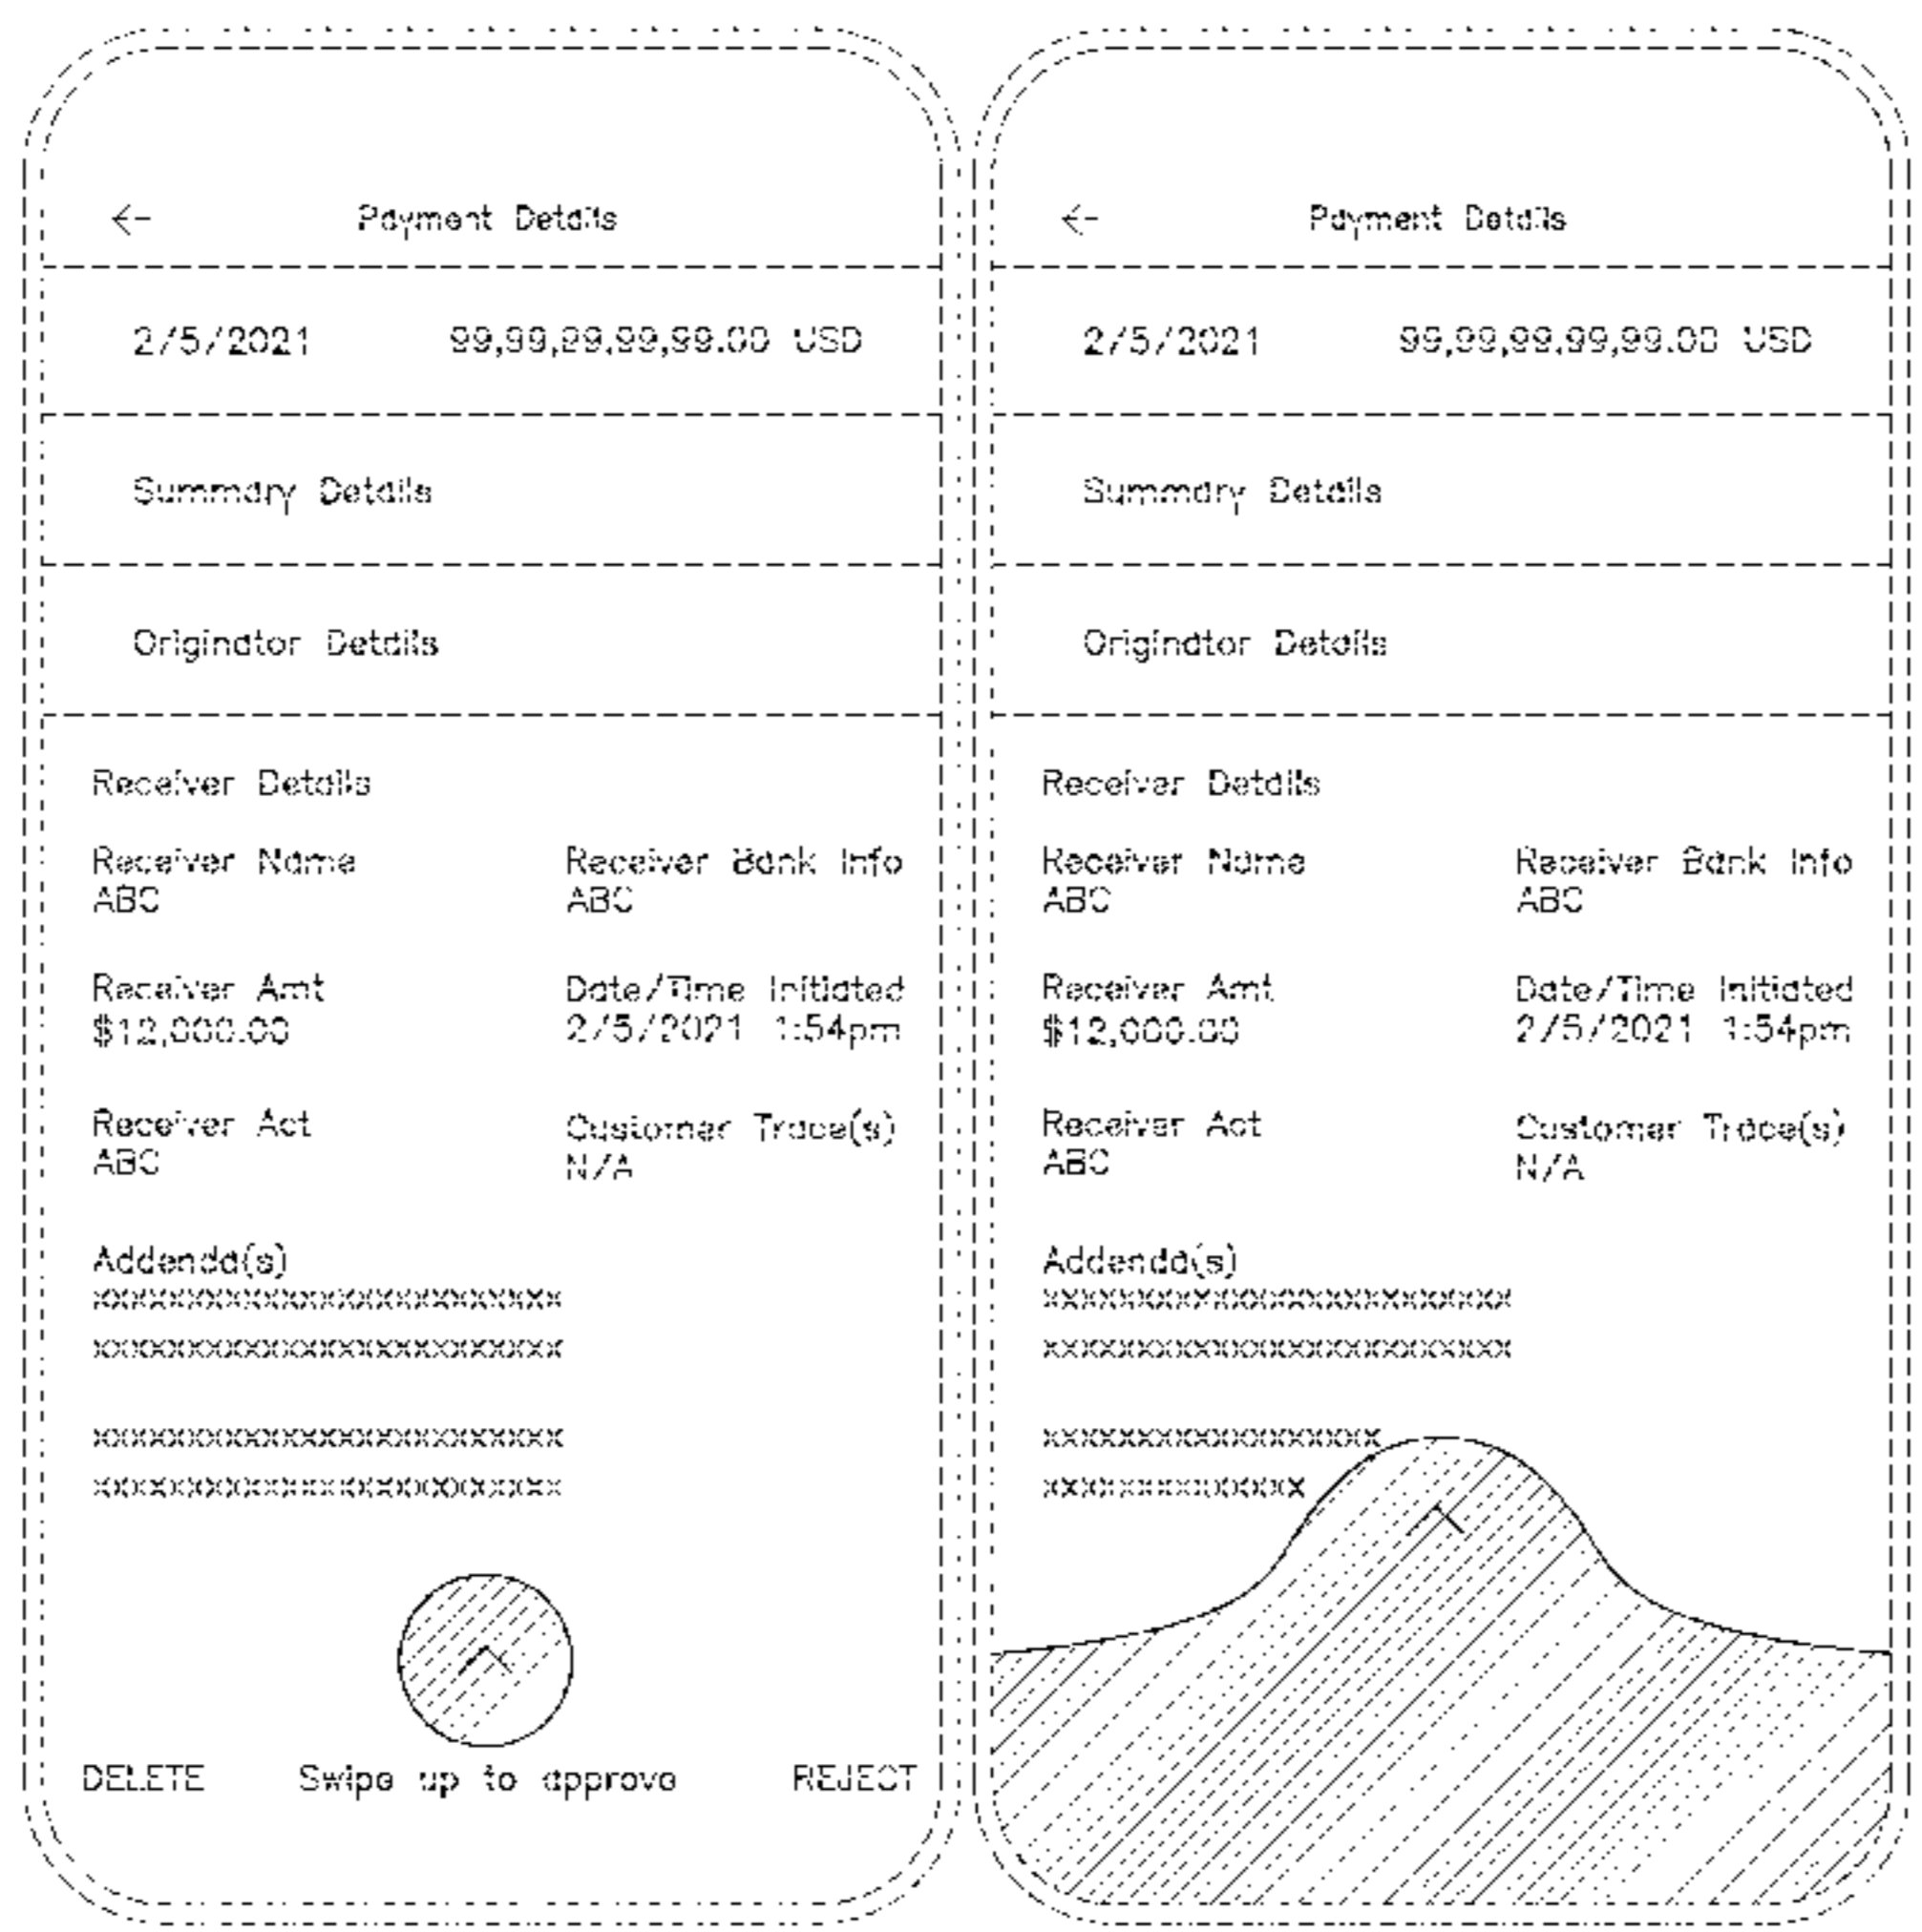 Payment Details
2/5/2021 99,99,99,99,99.00 USD
Summary Details
Originator Details
Receiver Details
Receiver Name Receiver Bank Info
ABC ABC
Receiver Amt Date/Time Initiated
$12,000.00 2/5/2021 1:54pm
Receiver Act Customer Trace(s)
ABC N/A
Addenda(s)
DELETE Swipe up to approve REJECT
Payment Details
2/5/2021 99,99,99,99,99.00 USD
Summary Details
Originator Details
Receiver Details
Receiver Name Receiver Bank Info
ABC ABC
Receiver Amt Date/Time Initiated
$12,000.00 2/5/2021 1:54pm
Receiver Act Customer Trace(s)
ABC N/A
Addenda(s)